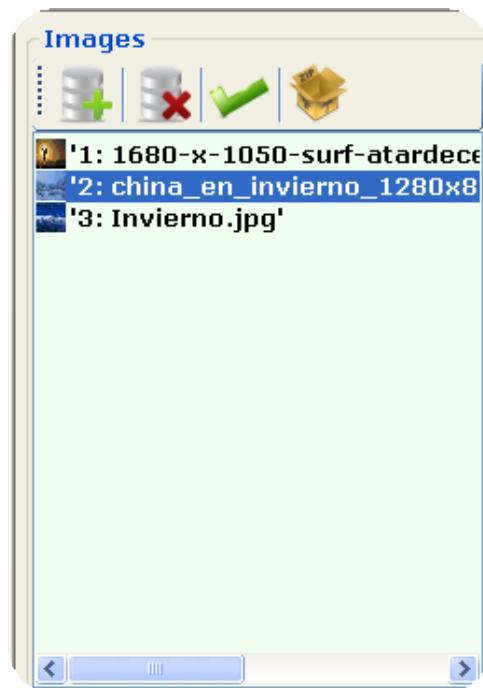 Images
ZIP
'1: 1680-x-1050-surf-atardece
'2: china_en_invierno_1280x8
'3: Invierno.jpg'